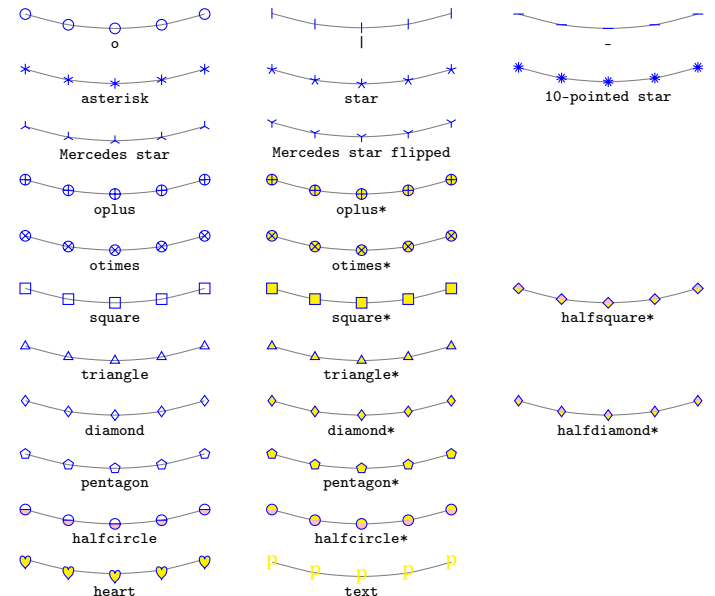 o
|
-
asterisk
star
10-pointed star
Mercedes star
Mercedes star flipped
oplus
oplus*
otimes
otimes*
square
square*
halfsquare*
triangle
triangle*
diamond
diamond*
halfdiamond*
pentagon
pentagon*
halfcircle
halfcircle*
p p p p p
heart
text